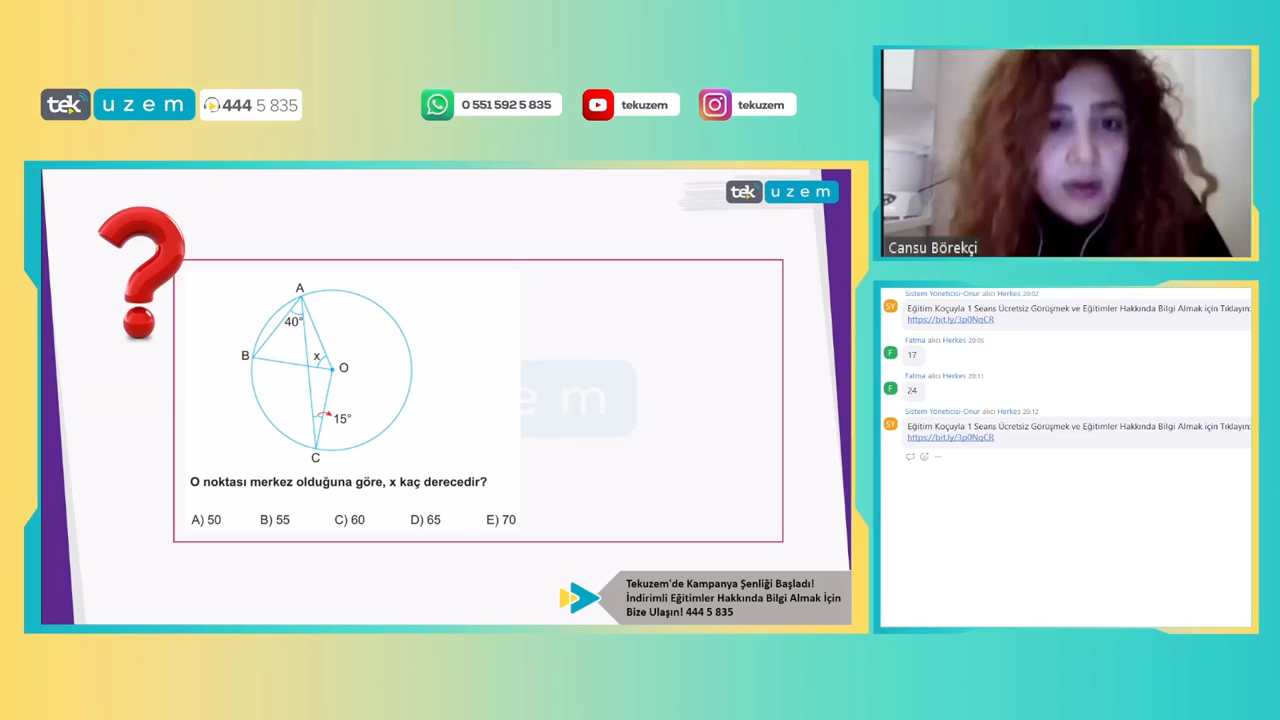 tek uzem 444 5 835
0 551 592 5 835 tekuzem tekuzem
Cansu Börekçi
tek uzem
A
40°
B
x
O
15°
C
O noktası merkez olduğuna göre, x kaç derecedir?
A) 50 B) 55 C) 60 D) 65 E) 70
em
Tekuzem'de Kampanya Şenliği Başladı!
İndirimli Eğitimler Hakkında Bilgi Almak İçin
Bize Ulaşın! 444 5 835
Sistem Yöneticisi-Onur alıcı Herkes 20:02
SY
Eğitim Koçuyla 1 Seans Ücretsiz Görüşmek ve Eğitimler Hakkında Bilgi Almak için Tıklayın:
https://bit.ly/3p0NqCR
Fatma alıcı Herkes 20:05
F
17
Fatma alıcı Herkes 20:11
F
24
Sistem Yöneticisi-Onur alıcı Herkes 20:12
SY
Eğitim Koçuyla 1 Seans Ücretsiz Görüşmek ve Eğitimler Hakkında Bilgi Almak için Tıklayın:
https://bit.ly/3p0NqCR